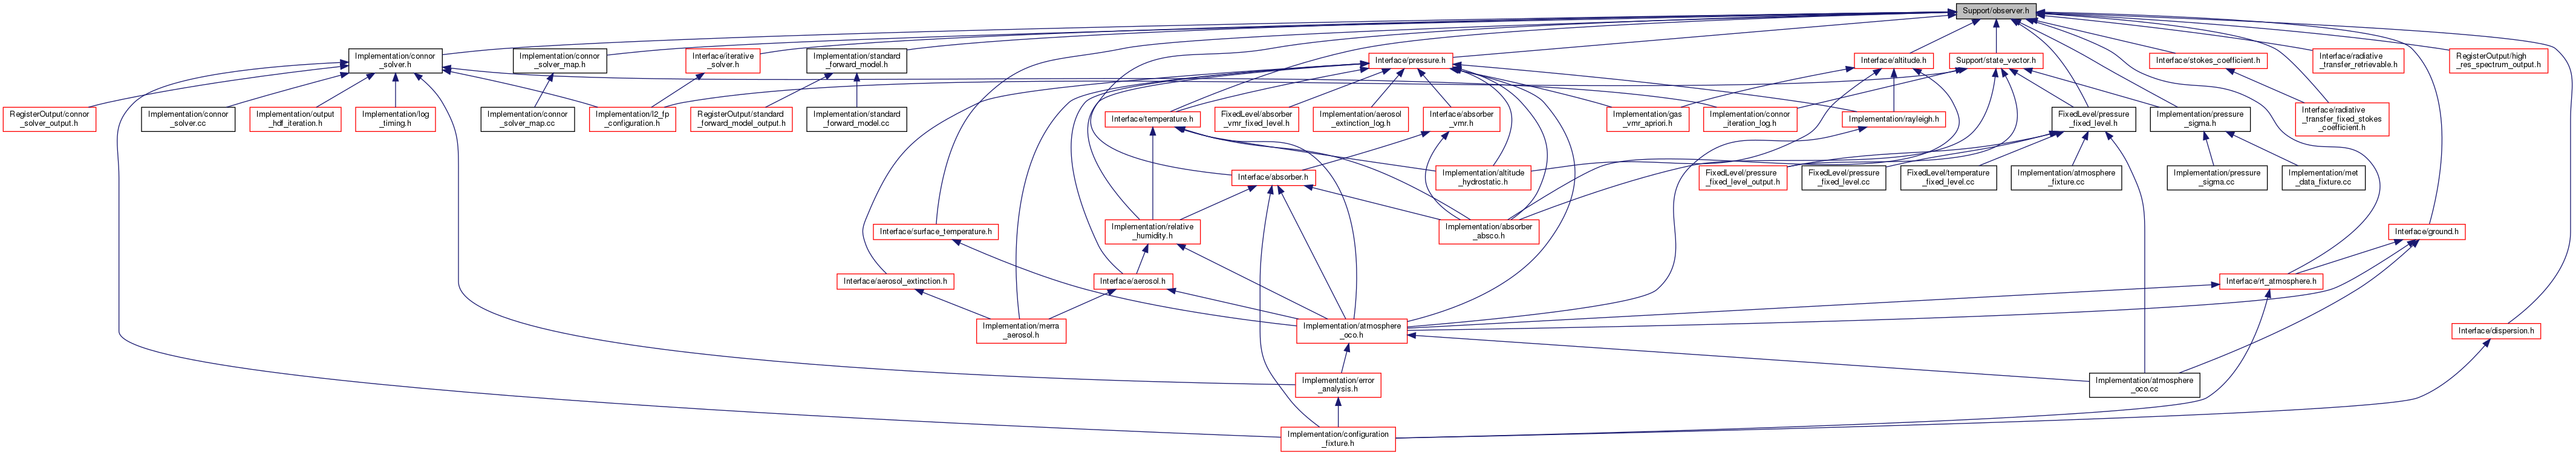 Support/observer.h
Implementation/connor
_solver.h
Implementation/connor
_solver_map.h
Interface/iterative
_solver.h
Implementation/standard
_forward_model.h
Interface/pressure.h
Interface/altitude.h
Support/state_vector.h
Interface/stokes_coefficient.h
Interface/radiative
_transfer_retrievable.h
RegisterOutput/high
_res_spectrum_output.h
RegisterOutput/connor
_solver_output.h
Implementation/connor
_solver.cc
Implementation/output
_hdf_iteration.h
Implementation/log
_timing.h
Implementation/connor
_solver_map.cc
Implementation/l2_fp
_configuration.h
RegisterOutput/standard
_forward_model_output.h
Implementation/standard
_forward_model.cc
Interface/temperature.h
FixedLevel/absorber
_vmr_fixed_level.h
Implementation/aerosol
_extinction_log.h
Interface/absorber
_vmr.h
Implementation/gas
_vmr_apriori.h
Implementation/connor
_iteration_log.h
Implementation/rayleigh.h
FixedLevel/pressure
_fixed_level.h
Implementation/pressure
_sigma.h
Interface/radiative
_transfer_fixed_stokes
_coefficient.h
Interface/absorber.h
Implementation/altitude
_hydrostatic.h
FixedLevel/pressure
_fixed_level_output.h
FixedLevel/pressure
_fixed_level.cc
FixedLevel/temperature
_fixed_level.cc
Implementation/atmosphere
_fixture.cc
Implementation/pressure
_sigma.cc
Implementation/met
_data_fixture.cc
Interface/surface_temperature.h
Implementation/relative
_humidity.h
Implementation/absorber
_absco.h
Interface/ground.h
Interface/aerosol_extinction.h
Interface/aerosol.h
Interface/rt_atmosphere.h
Implementation/merra
_aerosol.h
Implementation/atmosphere
_oco.h
Interface/dispersion.h
Implementation/error
_analysis.h
Implementation/atmosphere
_oco.cc
Implementation/configuration
_fixture.h